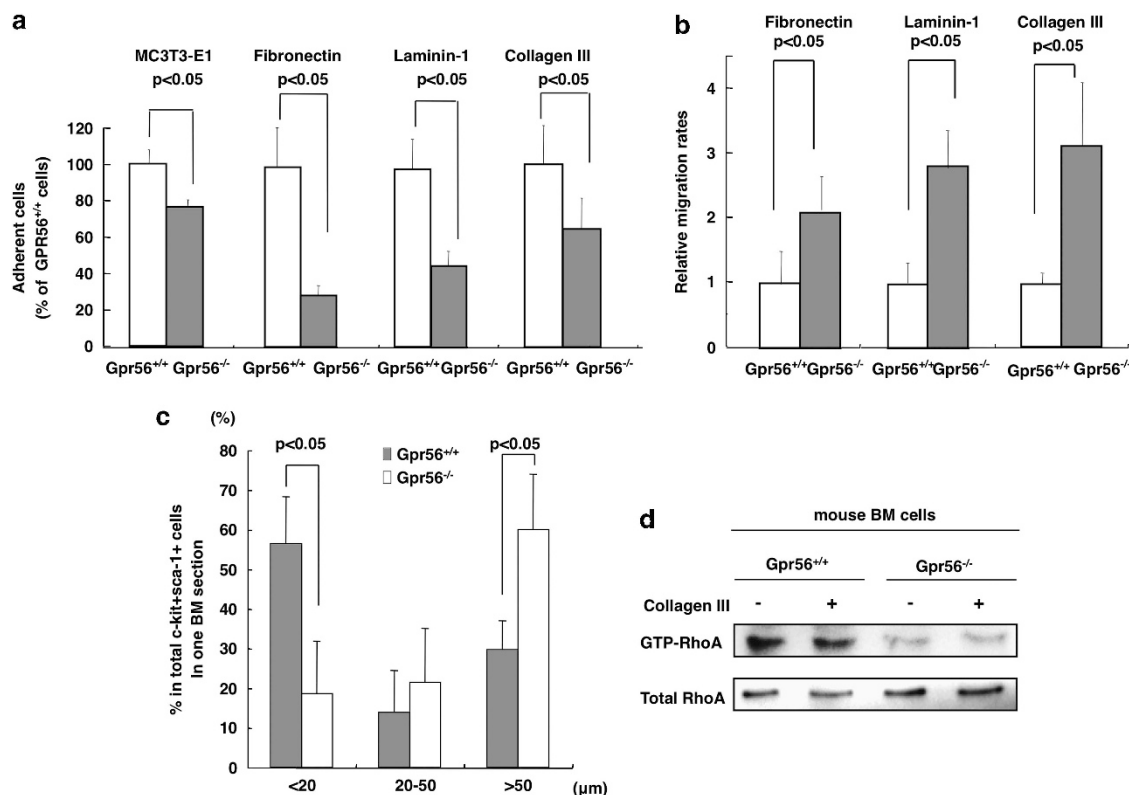 a
MC3T3-E1 Fibronectin Laminin-1 Collagen III
p<0.05 p<0.05 p<0.05 p<0.05
Adherent cells
(% of GPR56+/+ cells)
120
100
80
60
40
20
0
Gpr56+/+ Gpr56-/- Gpr56+/+ Gpr56-/- Gpr56+/+ Gpr56-/- Gpr56+/+ Gpr56-/-
b
Fibronectin Laminin-1 Collagen III
p<0.05 p<0.05 p<0.05
Relative migration rates
4
3
2
1
0
Gpr56+/+ Gpr56-/- Gpr56+/+ Gpr56-/- Gpr56+/+ Gpr56-/-
c
(%)
% in total c-kit+sca-1+ cells
In one BM section
80
70
60
50
40
30
20
10
0
p<0.05 p<0.05
Gpr56+/+
Gpr56-/-
<20 20-50 >50 (μm)
d
mouse BM cells
Gpr56+/+ Gpr56-/-
Collagen III - + - +
GTP-RhoA
Total RhoA